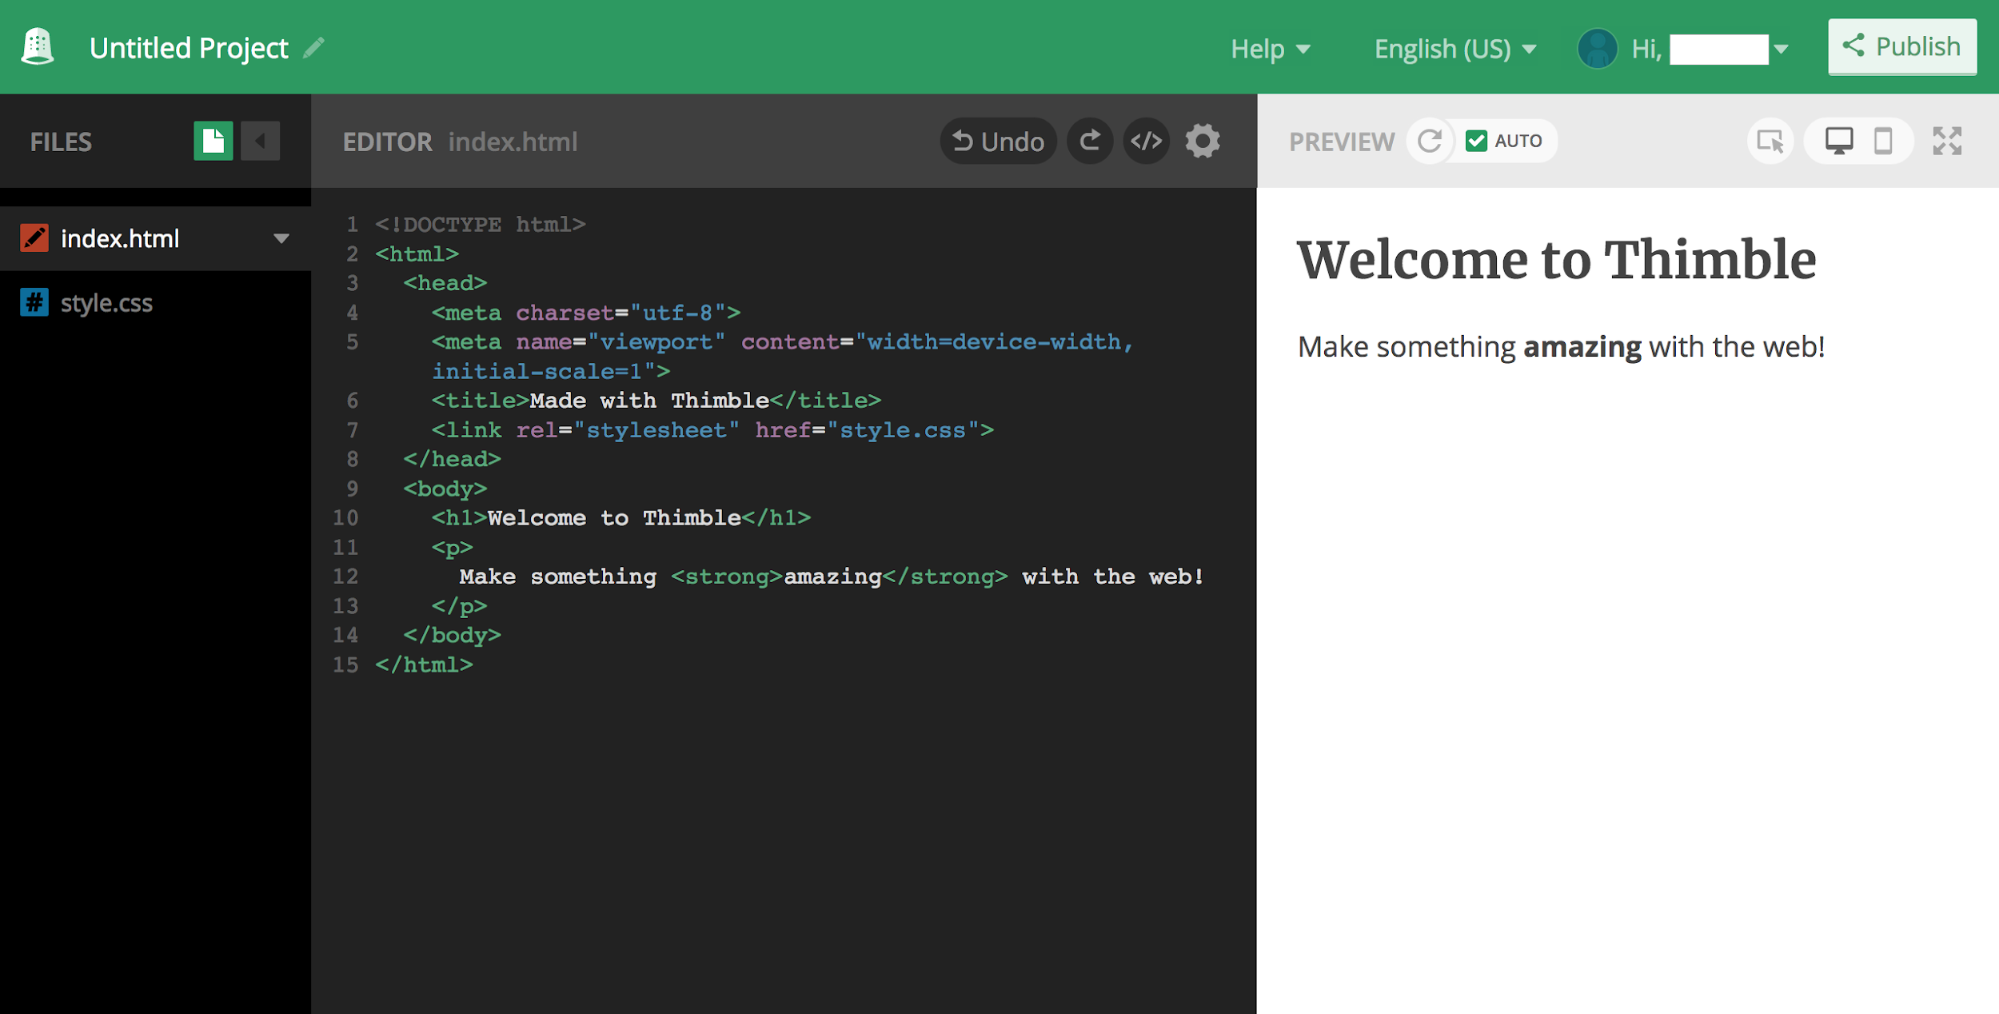 Untitled Project
Help
English (US)
Hi,
Publish
FILES
index.html
style.css
EDITOR index.html
Undo
</>
1 <!DOCTYPE html>
2 <html>
3 <head>
4 <meta charset="utf-8">
5 <meta name="viewport" content="width=device-width,
initial-scale=1">
6 <title>Made with Thimble</title>
7 <link rel="stylesheet" href="style.css">
8 </head>
9 <body>
10 <h1>Welcome to Thimble</h1>
11 <p>
12 Make something <strong>amazing</strong> with the web!
13 </p>
14 </body>
15 </html>
PREVIEW
AUTO
Welcome to Thimble
Make something amazing with the web!